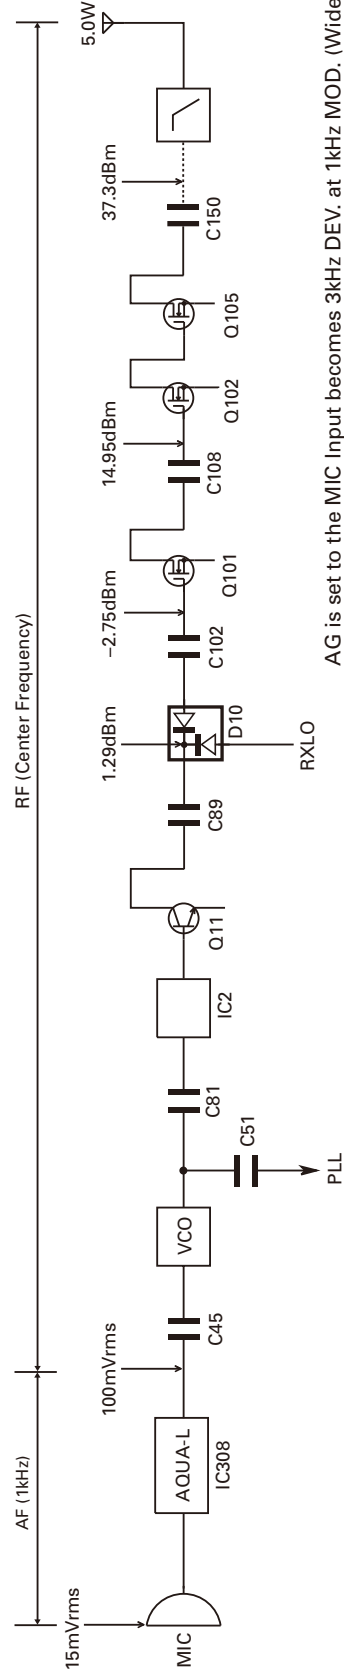 AF (1kHz)
RF (Center Frequency)
15mVrms
100mVrms
1.29dBm
–2.75dBm
14.95dBm
37.3dBm
5.0W
MIC
AQUA-L
IC308
C45
VCO
C51
PLL
C81
IC2
Q11
C89
D10
RXLO
C102
Q101
C108
Q102
Q105
C150
AG is set to the MIC Input becomes 3kHz DEV. at 1kHz MOD. (Wide